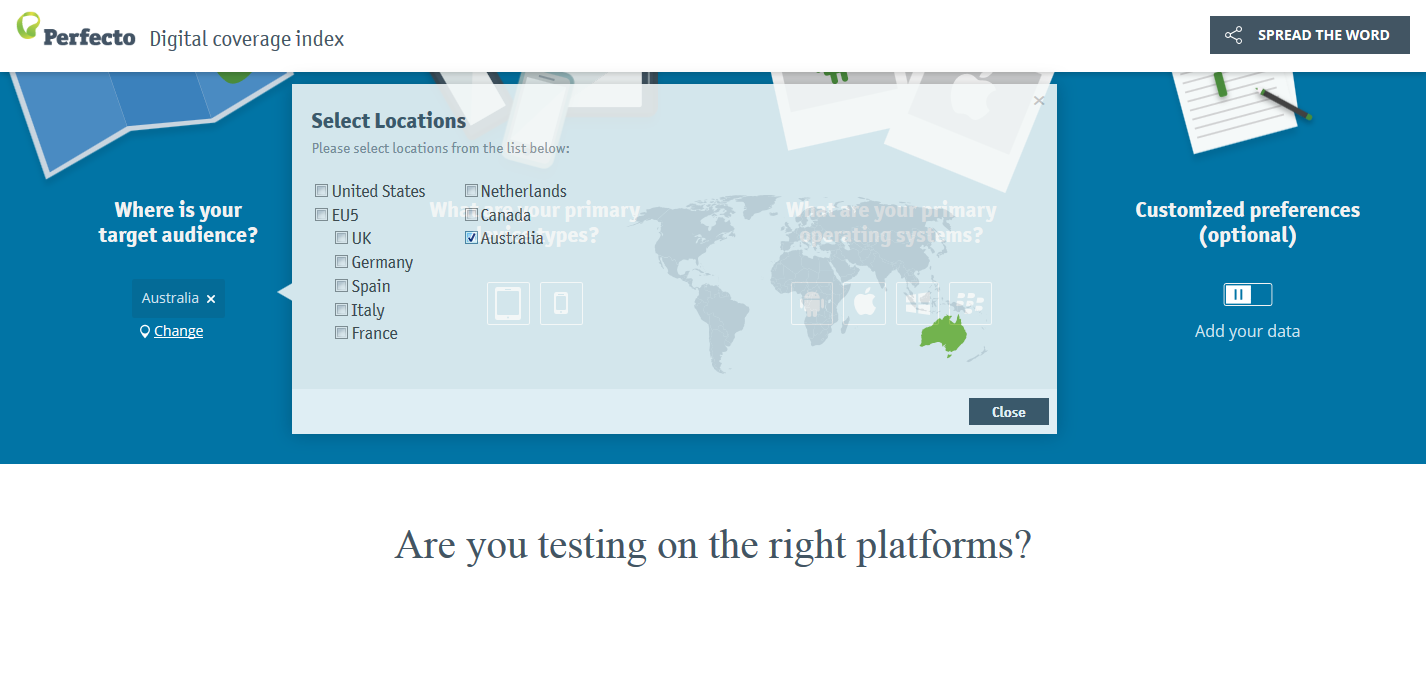 Perfecto Digital coverage index
SPREAD THE WORD
Select Locations
Please select locations from the list below:
United States
EU5
UK
Germany
Spain
Italy
France
Netherlands
Canada
Australia
Close
Where is your
target audience?
Australia
Change
What are your primary
types?
What are your primary
operating systems?
Customized preferences
(optional)
Add your data
Are you testing on the right platforms?